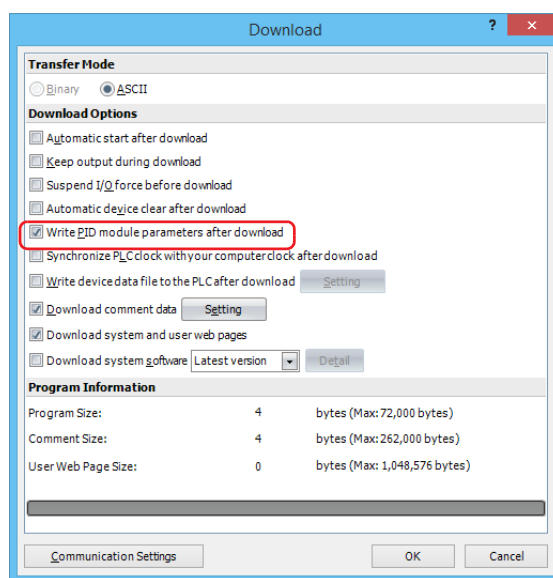 Download
?
×
Transfer Mode
Binary ASCII
Download Options
Automatic start after download
Keep output during download
Suspend I/O force before download
Automatic device clear after download
Write PID module parameters after download
Synchronize PLC clock with your computer clock after download
Write device data file to the PLC after download Setting
Download comment data Setting
Download system and user web pages
Download system software Latest version Detail
Program Information
Program Size: 4 bytes (Max: 72,000 bytes)
Comment Size: 4 bytes (Max: 262,000 bytes)
User Web Page Size: 0 bytes (Max: 1,048,576 bytes)
Communication Settings OK Cancel